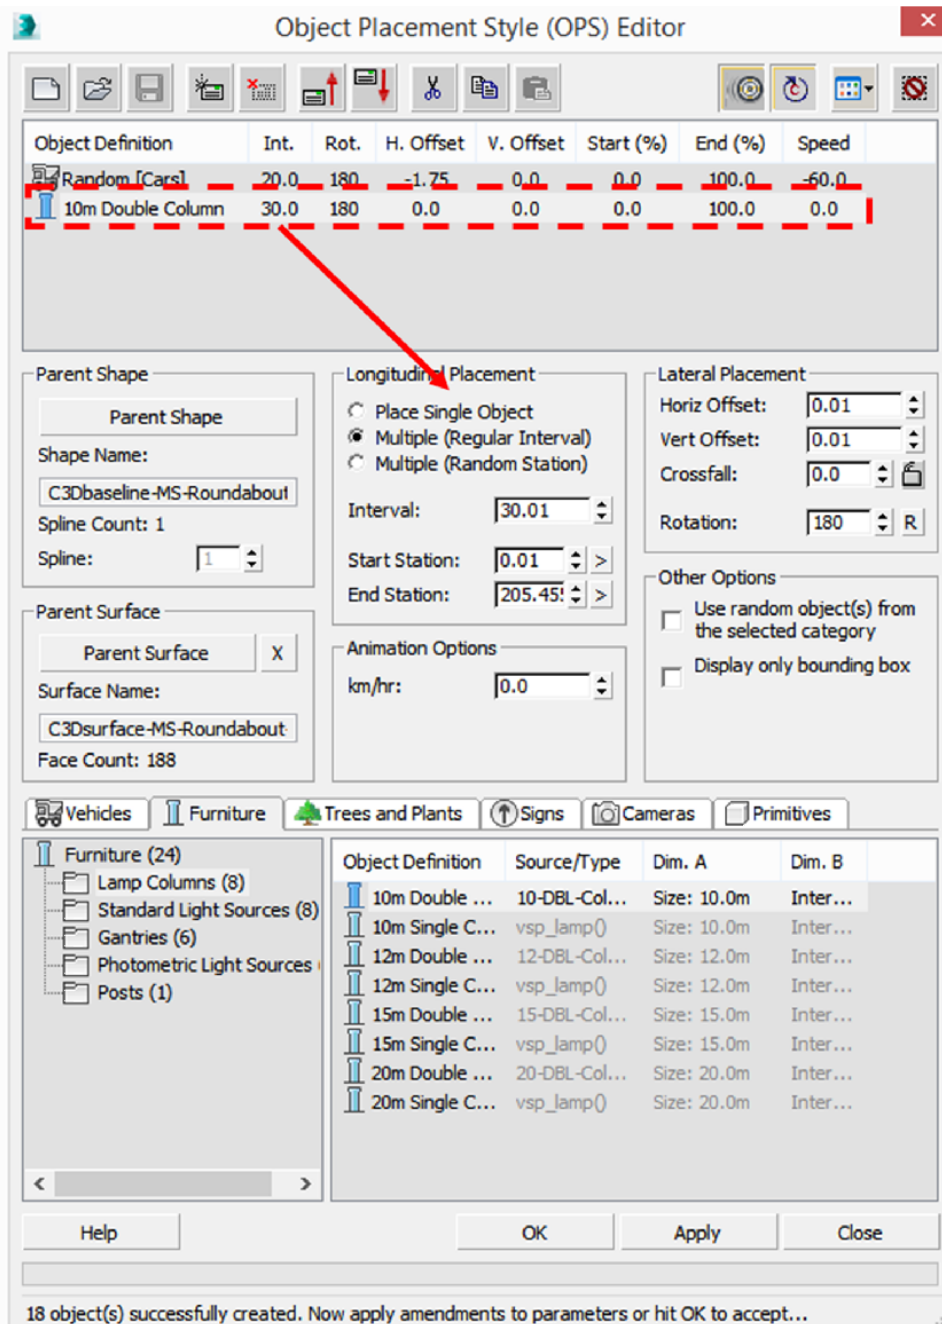 Object Placement Style (OPS) Editor
Object Definition Int. Rot. H. Offset V. Offset Start (%) End (%) Speed
Random [Cars] 20.0 180 -1.75 0.0 0.0 100.0 -60.0
10m Double Column 30.0 180 0.0 0.0 0.0 100.0 0.0
Parent Shape
Parent Shape
Shape Name:
C3Dbaseline-MS-Roundabout
Spline Count: 1
Spline: 1
Parent Surface
Parent Surface X
Surface Name:
C3Dsurface-MS-Roundabout-
Face Count: 188
Longitudinal Placement
Place Single Object
Multiple (Regular Interval)
Multiple (Random Station)
Interval: 30.01
Start Station: 0.01 >
End Station: 205.455 >
Animation Options
km/hr: 0.0
Lateral Placement
Horiz Offset: 0.01
Vert Offset: 0.01
Crossfall: 0.0
Rotation: 180 R
Other Options
Use random object(s) from
the selected category
Display only bounding box
Vehicles Furniture Trees and Plants Signs Cameras Primitives
Furniture (24)
Lamp Columns (8)
Standard Light Sources (8)
Gantries (6)
Photometric Light Sources (
Posts (1)
Object Definition Source/Type Dim. A Dim. B
10m Double ... 10-DBL-Col... Size: 10.0m Inter...
10m Single C... vsp_lamp() Size: 10.0m Inter...
12m Double ... 12-DBL-Col... Size: 12.0m Inter...
12m Single C... vsp_lamp() Size: 12.0m Inter...
15m Double ... 15-DBL-Col... Size: 15.0m Inter...
15m Single C... vsp_lamp() Size: 15.0m Inter...
20m Double ... 20-DBL-Col... Size: 20.0m Inter...
20m Single C... vsp_lamp() Size: 20.0m Inter...
Help OK Apply Close
18 object(s) successfully created. Now apply amendments to parameters or hit OK to accept...